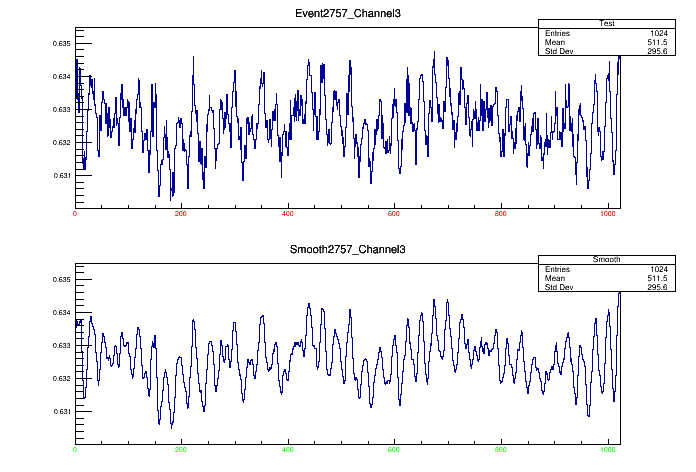 Event2757_Channel3
Test
Entries 1024
Mean 511.5
Std Dev 295.6
0.635
0.634
0.633
0.632
0.631
0 200 400 600 800 1000
Smooth2757_Channel3
Smooth
Entries 1024
Mean 511.5
Std Dev 295.6
0.635
0.634
0.633
0.632
0.631
0 200 400 600 800 1000